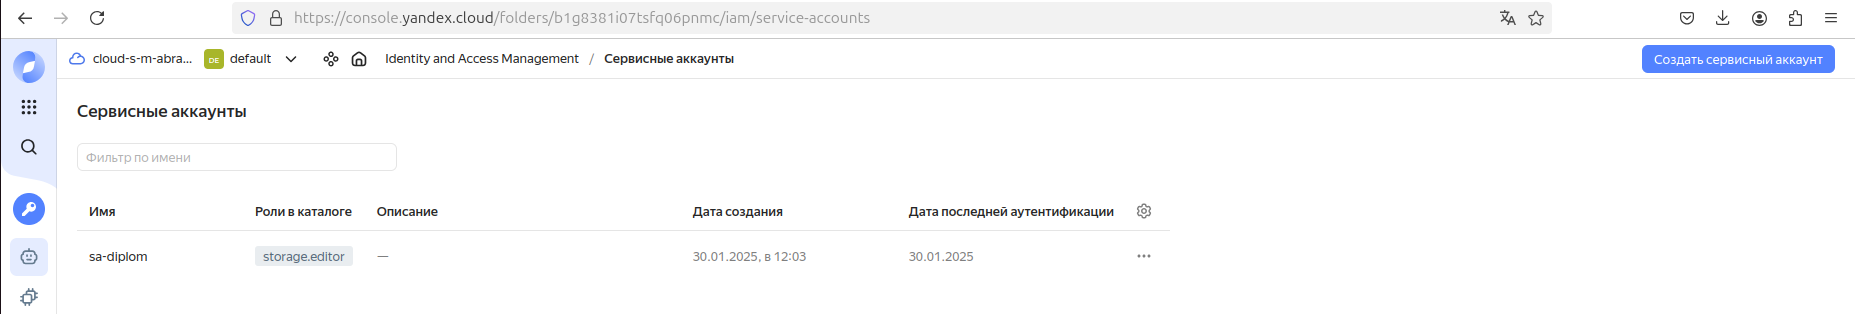 https://console.yandex.cloud/folders/b1g8381i07tsfq06pnmc/iam/service-accounts
cloud-s-m-abra... DE default Identity and Access Management / Сервисные аккаунты Создать сервисный аккаунт
Сервисные аккаунты
Фильтр по имени
Имя Роли в каталоге Описание Дата создания Дата последней аутентификации
sa-diplom storage.editor — 30.01.2025, в 12:03 30.01.2025